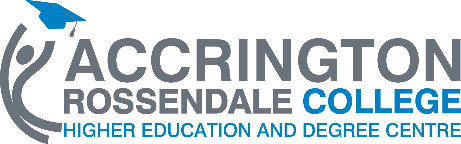 ACCRINGTON
ROSSENDALE COLLEGE
HIGHER EDUCATION AND DEGREE CENTRE